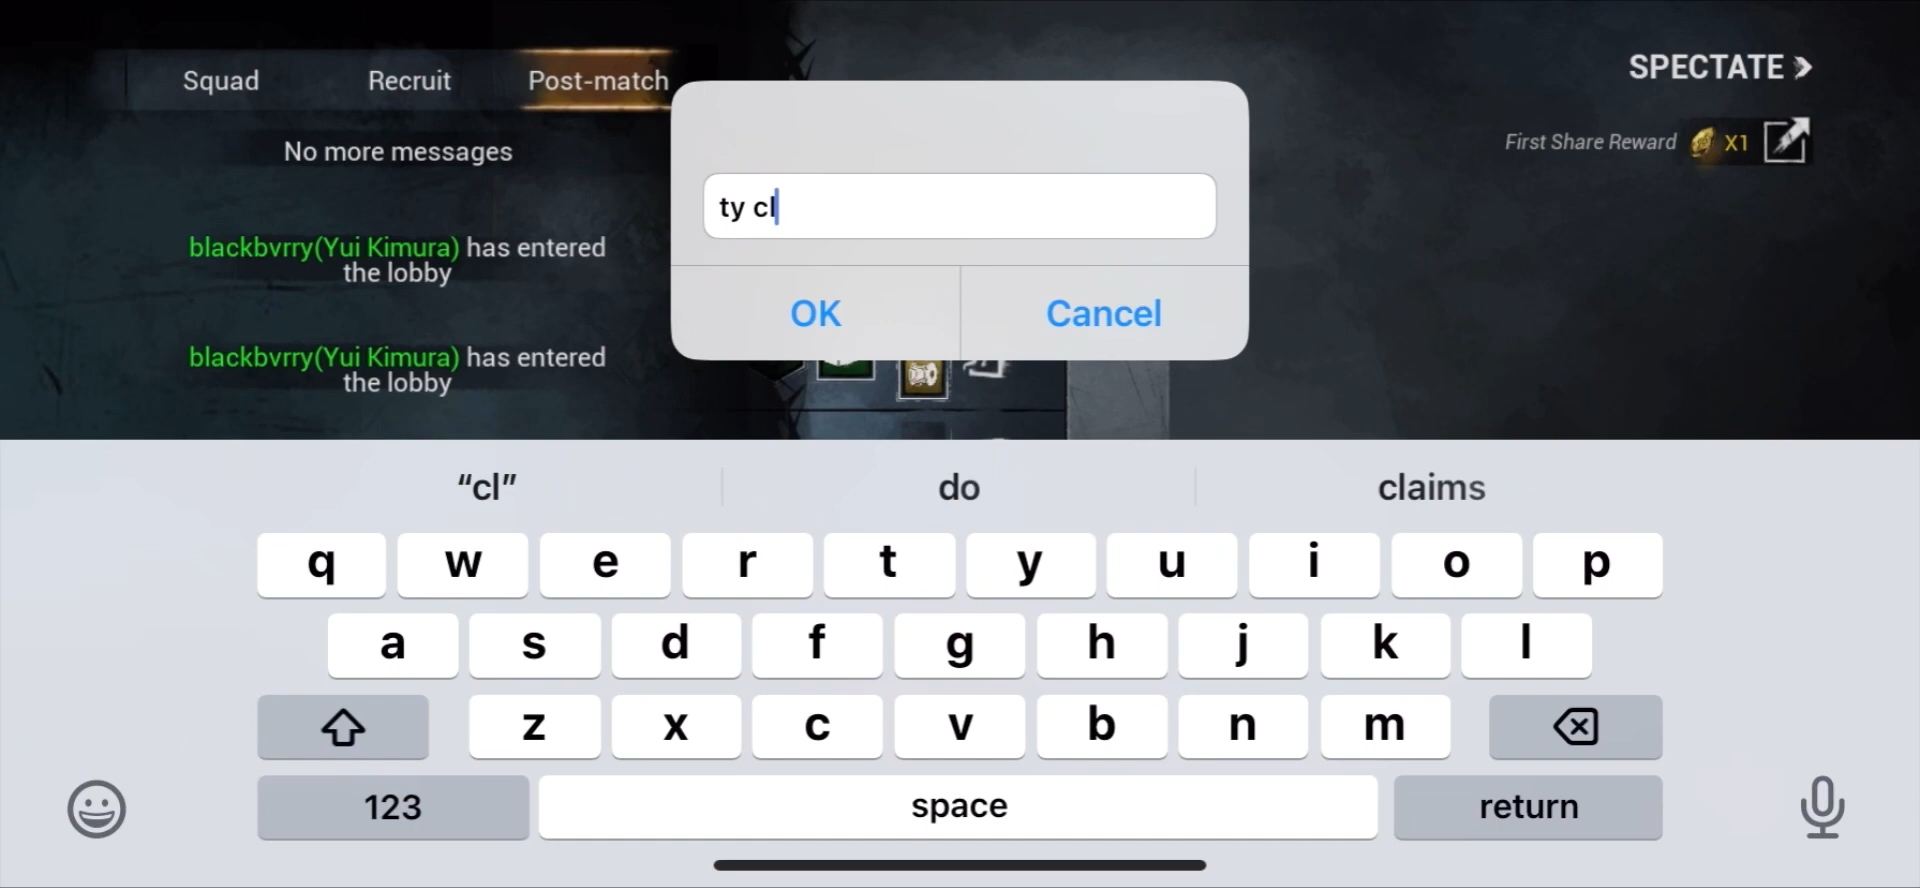 Squad Recruit Post-match
SPECTATE
First Share Reward X1
No more messages
blackbvrry(Yui Kimura) has entered
the lobby
blackbvrry(Yui Kimura) has entered
the lobby
ty cl
OK Cancel
“cl” do claims
q w e r t y u i o p
a s d f g h j k l
z x c v b n m
123 space return